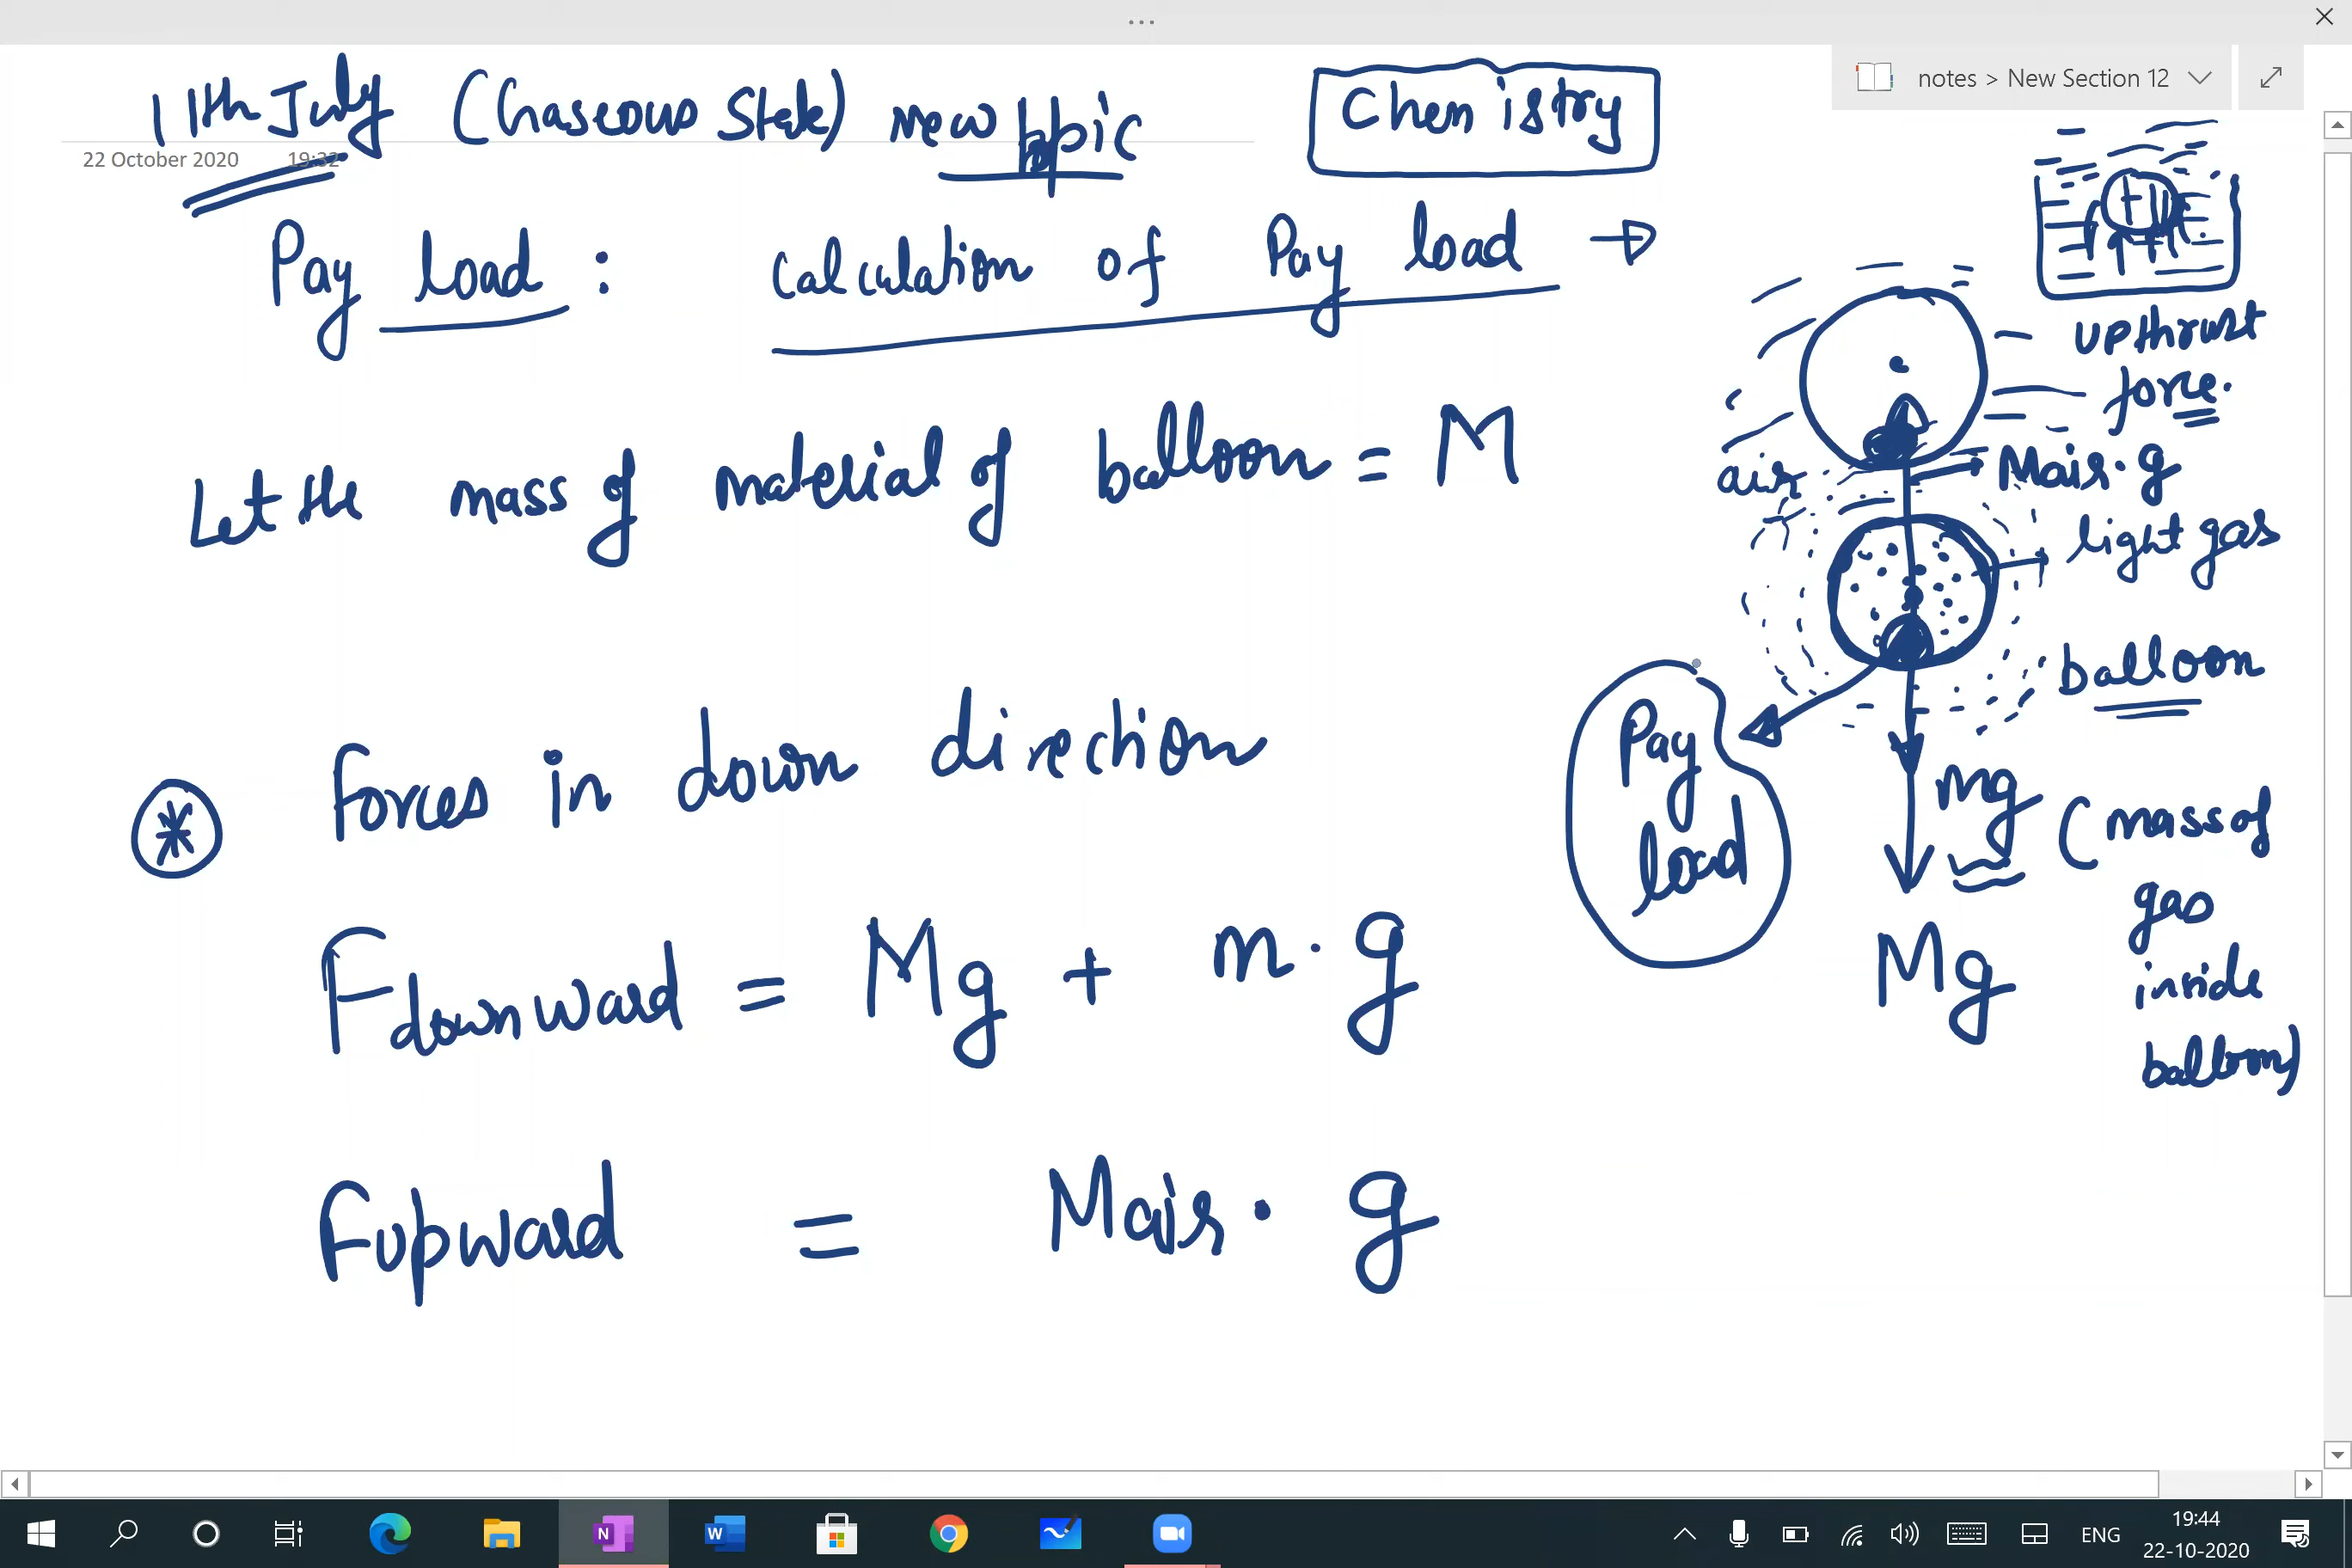 notes > New Section 12
11th July (Gaseous State) New topic
Chemistry
22 October 2020 19:32
Pay load : Calculation of Pay load →
upthrust
force.
Let the mass of material of balloon = M
air
Mair. g
light gas
balloon
Pay
load
Forces in down direction
mg
(mass of
gas
inside
balloon)
Mg
Fdownward = Mg + m . g
Fupward = Mair . g
ENG
19:44
22-10-2020